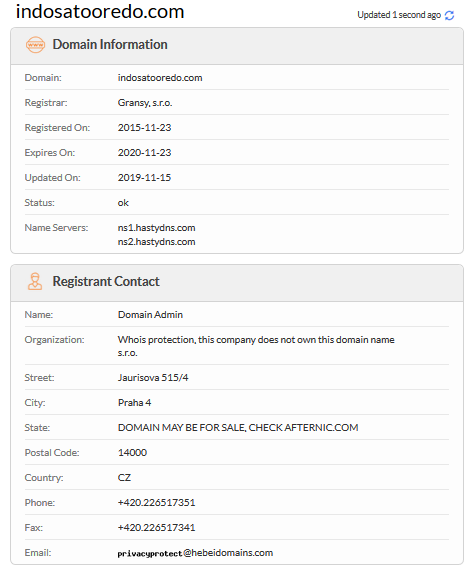 indosatooredo.com
Updated 1 second ago
www
Domain Information
Domain: indosatooredo.com
Registrar: Gransy, s.r.o.
Registered On: 2015-11-23
Expires On: 2020-11-23
Updated On: 2019-11-15
Status: ok
Name Servers: ns1.hastydns.com
ns2.hastydns.com
Registrant Contact
Name: Domain Admin
Organization: Whois protection, this company does not own this domain name
s.r.o.
Street: Jaurisova 515/4
City: Praha 4
State: DOMAIN MAY BE FOR SALE, CHECK AFTERNIC.COM
Postal Code: 14000
Country: CZ
Phone: +420.226517351
Fax: +420.226517341
Email: privacyprotect@hebeidomains.com